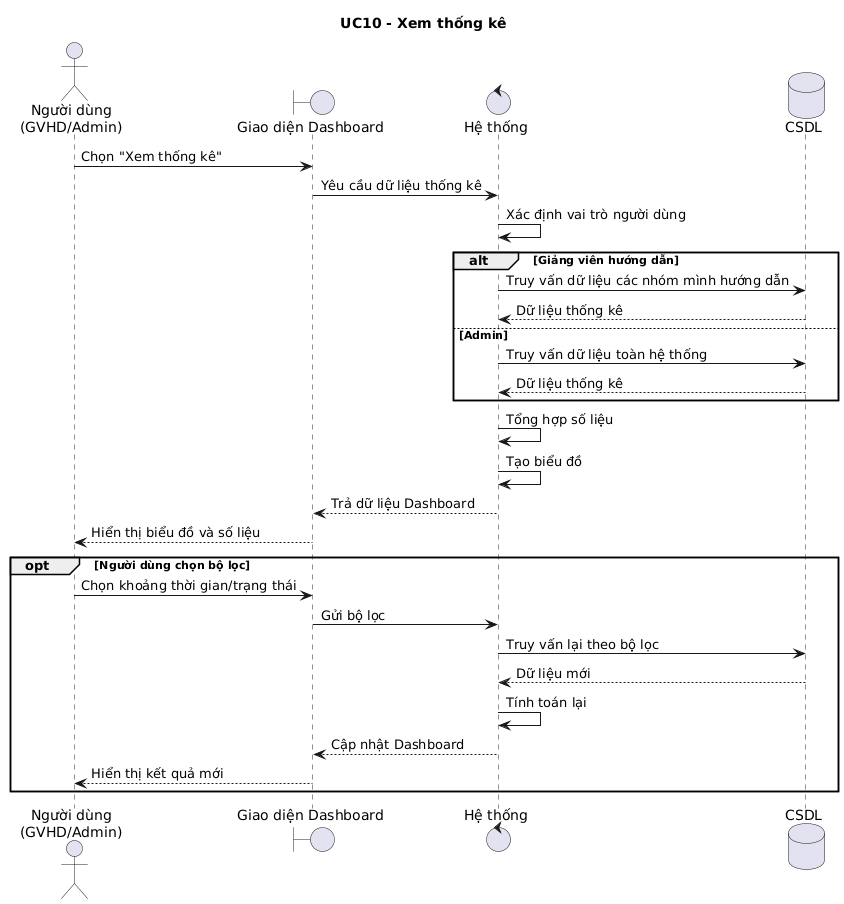 UC10 - Xem thống kê
Người dùng
(GVHD/Admin)
Giao diện Dashboard
Hệ thống
CSDL
Chọn "Xem thống kê"
Yêu cầu dữ liệu thống kê
Xác định vai trò người dùng
alt
[Giảng viên hướng dẫn]
Truy vấn dữ liệu các nhóm mình hướng dẫn
Dữ liệu thống kê
[Admin]
Truy vấn dữ liệu toàn hệ thống
Dữ liệu thống kê
Tổng hợp số liệu
Tạo biểu đồ
Trả dữ liệu Dashboard
Hiển thị biểu đồ và số liệu
opt
[Người dùng chọn bộ lọc]
Chọn khoảng thời gian/trạng thái
Gửi bộ lọc
Truy vấn lại theo bộ lọc
Dữ liệu mới
Tính toán lại
Cập nhật Dashboard
Hiển thị kết quả mới
Người dùng
(GVHD/Admin)
Giao diện Dashboard
Hệ thống
CSDL